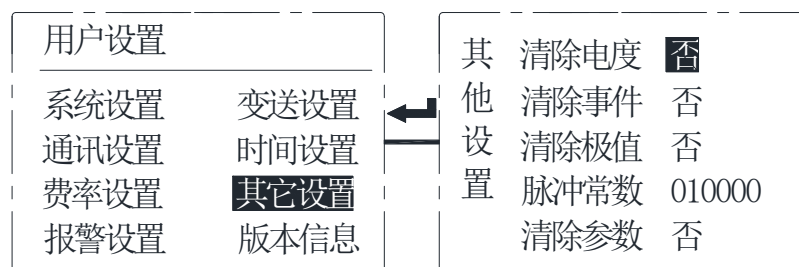 用户设置
系统设置 变送设置
通讯设置 时间设置
费率设置 其它设置
报警设置 版本信息
其他设置
清除电度 否
清除事件 否
清除极值 否
脉冲常数 010000
清除参数 否